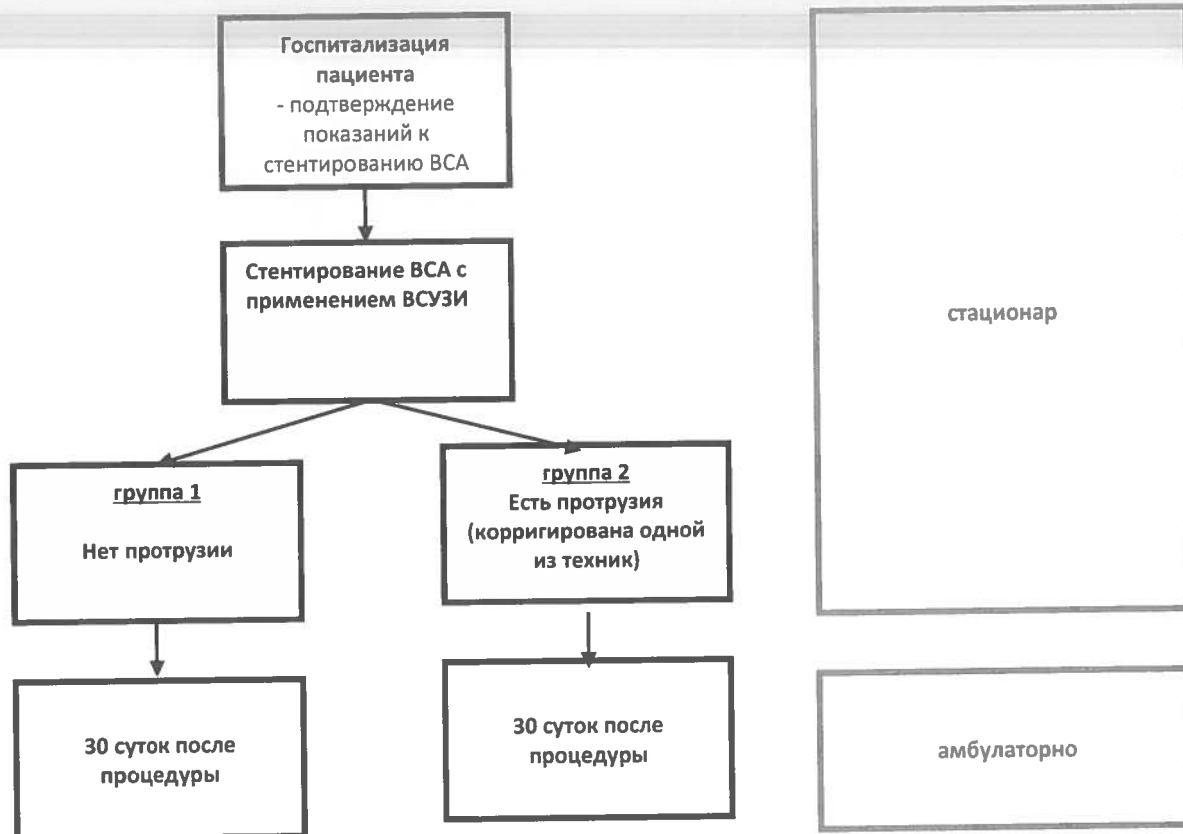 Госпитализация
пациента
- подтверждение
показаний к
стентированию ВСА
Стентирование ВСА с
применением ВСУЗИ
стационар
группа 1
Нет протрузии
группа 2
Есть протрузия
(корригирована одной
из техник)
30 суток после
процедуры
30 суток после
процедуры
амбулаторно